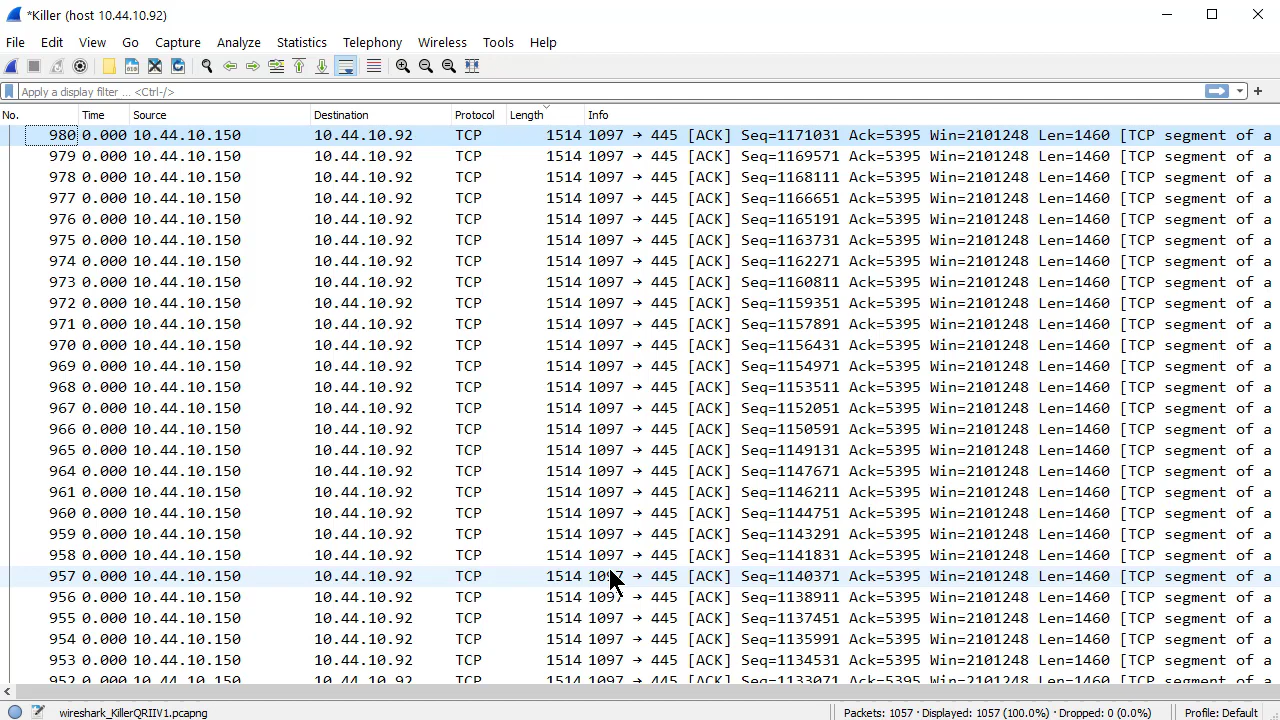 *Killer (host 10.44.10.92)
File Edit View Go Capture Analyze Statistics Telephony Wireless Tools Help
Apply a display filter … <Ctrl-/>
No. Time Source Destination Protocol Length Info
980 0.000 10.44.10.150 10.44.10.92 TCP 1514 1097 → 445 [ACK] Seq=1171031 Ack=5395 Win=2101248 Len=1460 [TCP segment of a
979 0.000 10.44.10.150 10.44.10.92 TCP 1514 1097 → 445 [ACK] Seq=1169571 Ack=5395 Win=2101248 Len=1460 [TCP segment of a
978 0.000 10.44.10.150 10.44.10.92 TCP 1514 1097 → 445 [ACK] Seq=1168111 Ack=5395 Win=2101248 Len=1460 [TCP segment of a
977 0.000 10.44.10.150 10.44.10.92 TCP 1514 1097 → 445 [ACK] Seq=1166651 Ack=5395 Win=2101248 Len=1460 [TCP segment of a
976 0.000 10.44.10.150 10.44.10.92 TCP 1514 1097 → 445 [ACK] Seq=1165191 Ack=5395 Win=2101248 Len=1460 [TCP segment of a
975 0.000 10.44.10.150 10.44.10.92 TCP 1514 1097 → 445 [ACK] Seq=1163731 Ack=5395 Win=2101248 Len=1460 [TCP segment of a
974 0.000 10.44.10.150 10.44.10.92 TCP 1514 1097 → 445 [ACK] Seq=1162271 Ack=5395 Win=2101248 Len=1460 [TCP segment of a
973 0.000 10.44.10.150 10.44.10.92 TCP 1514 1097 → 445 [ACK] Seq=1160811 Ack=5395 Win=2101248 Len=1460 [TCP segment of a
972 0.000 10.44.10.150 10.44.10.92 TCP 1514 1097 → 445 [ACK] Seq=1159351 Ack=5395 Win=2101248 Len=1460 [TCP segment of a
971 0.000 10.44.10.150 10.44.10.92 TCP 1514 1097 → 445 [ACK] Seq=1157891 Ack=5395 Win=2101248 Len=1460 [TCP segment of a
970 0.000 10.44.10.150 10.44.10.92 TCP 1514 1097 → 445 [ACK] Seq=1156431 Ack=5395 Win=2101248 Len=1460 [TCP segment of a
969 0.000 10.44.10.150 10.44.10.92 TCP 1514 1097 → 445 [ACK] Seq=1154971 Ack=5395 Win=2101248 Len=1460 [TCP segment of a
968 0.000 10.44.10.150 10.44.10.92 TCP 1514 1097 → 445 [ACK] Seq=1153511 Ack=5395 Win=2101248 Len=1460 [TCP segment of a
967 0.000 10.44.10.150 10.44.10.92 TCP 1514 1097 → 445 [ACK] Seq=1152051 Ack=5395 Win=2101248 Len=1460 [TCP segment of a
966 0.000 10.44.10.150 10.44.10.92 TCP 1514 1097 → 445 [ACK] Seq=1150591 Ack=5395 Win=2101248 Len=1460 [TCP segment of a
965 0.000 10.44.10.150 10.44.10.92 TCP 1514 1097 → 445 [ACK] Seq=1149131 Ack=5395 Win=2101248 Len=1460 [TCP segment of a
964 0.000 10.44.10.150 10.44.10.92 TCP 1514 1097 → 445 [ACK] Seq=1147671 Ack=5395 Win=2101248 Len=1460 [TCP segment of a
961 0.000 10.44.10.150 10.44.10.92 TCP 1514 1097 → 445 [ACK] Seq=1146211 Ack=5395 Win=2101248 Len=1460 [TCP segment of a
960 0.000 10.44.10.150 10.44.10.92 TCP 1514 1097 → 445 [ACK] Seq=1144751 Ack=5395 Win=2101248 Len=1460 [TCP segment of a
959 0.000 10.44.10.150 10.44.10.92 TCP 1514 1097 → 445 [ACK] Seq=1143291 Ack=5395 Win=2101248 Len=1460 [TCP segment of a
958 0.000 10.44.10.150 10.44.10.92 TCP 1514 1097 → 445 [ACK] Seq=1141831 Ack=5395 Win=2101248 Len=1460 [TCP segment of a
957 0.000 10.44.10.150 10.44.10.92 TCP 1514 1097 → 445 [ACK] Seq=1140371 Ack=5395 Win=2101248 Len=1460 [TCP segment of a
956 0.000 10.44.10.150 10.44.10.92 TCP 1514 1097 → 445 [ACK] Seq=1138911 Ack=5395 Win=2101248 Len=1460 [TCP segment of a
955 0.000 10.44.10.150 10.44.10.92 TCP 1514 1097 → 445 [ACK] Seq=1137451 Ack=5395 Win=2101248 Len=1460 [TCP segment of a
954 0.000 10.44.10.150 10.44.10.92 TCP 1514 1097 → 445 [ACK] Seq=1135991 Ack=5395 Win=2101248 Len=1460 [TCP segment of a
953 0.000 10.44.10.150 10.44.10.92 TCP 1514 1097 → 445 [ACK] Seq=1134531 Ack=5395 Win=2101248 Len=1460 [TCP segment of a
952 0.000 10.44.10.150 10.44.10.92 TCP 1514 1097 → 445 [ACK] Seq=1133071 Ack=5395 Win=2101248 Len=1460 [TCP segment of a
wireshark_KillerQRIIV1.pcapng Packets: 1057 · Displayed: 1057 (100.0%) · Dropped: 0 (0.0%) Profile: Default